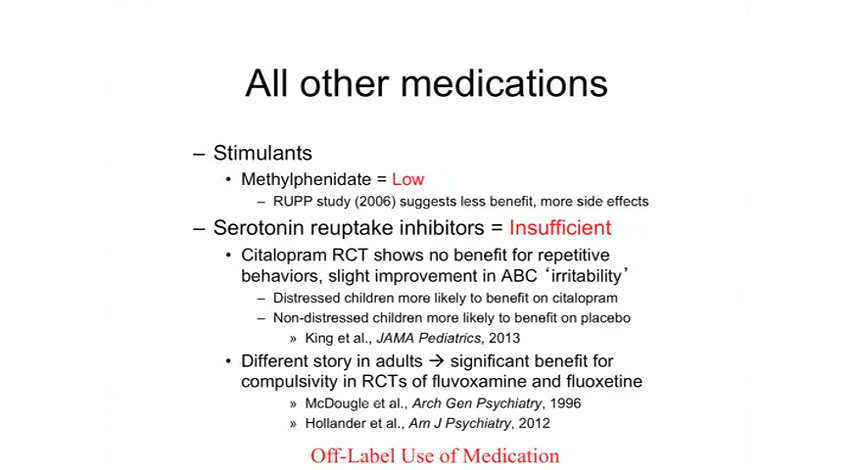 All other medications
– Stimulants
• Methylphenidate = Low
– RUPP study (2006) suggests less benefit, more side effects
– Serotonin reuptake inhibitors = Insufficient
• Citalopram RCT shows no benefit for repetitive
behaviors, slight improvement in ABC ‘irritability’
– Distressed children more likely to benefit on citalopram
– Non-distressed children more likely to benefit on placebo
» King et al., JAMA Pediatrics, 2013
• Different story in adults → significant benefit for
compulsivity in RCTs of fluvoxamine and fluoxetine
» McDougle et al., Arch Gen Psychiatry, 1996
» Hollander et al., Am J Psychiatry, 2012
Off-Label Use of Medication